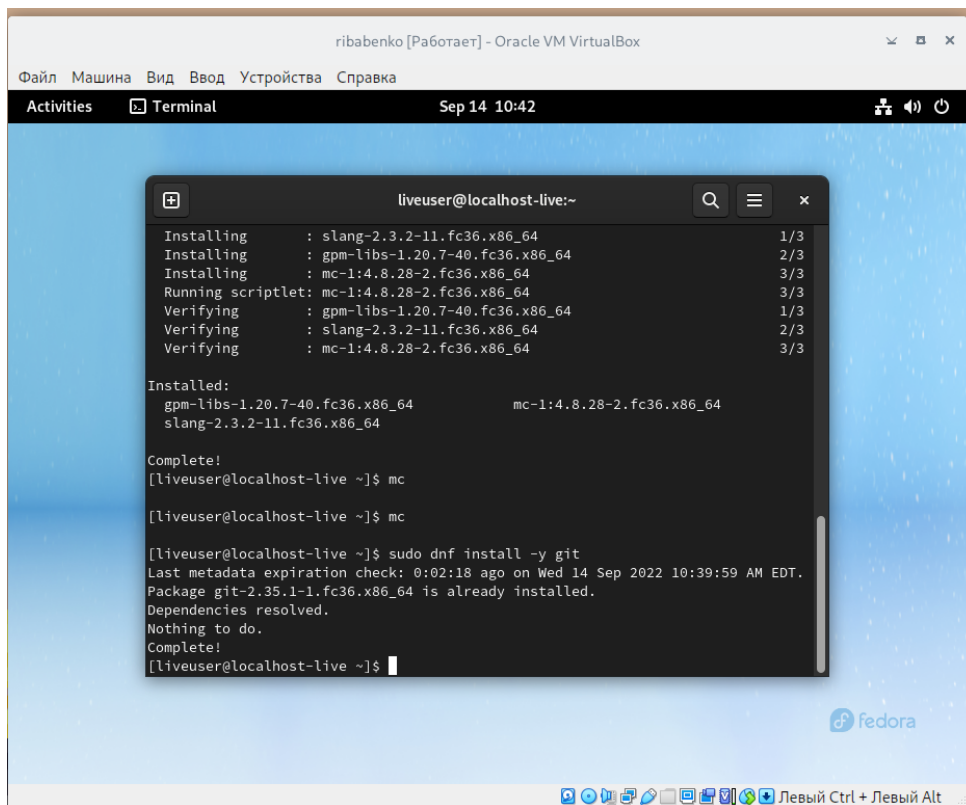 ribabenko [Работает] - Oracle VM VirtualBox
Файл Машина Вид Ввод Устройства Справка
Activities Terminal Sep 14 10:42
liveuser@localhost-live:~
Installing : slang-2.3.2-11.fc36.x86_64 1/3
Installing : gpm-libs-1.20.7-40.fc36.x86_64 2/3
Installing : mc-1:4.8.28-2.fc36.x86_64 3/3
Running scriptlet: mc-1:4.8.28-2.fc36.x86_64 3/3
Verifying : gpm-libs-1.20.7-40.fc36.x86_64 1/3
Verifying : slang-2.3.2-11.fc36.x86_64 2/3
Verifying : mc-1:4.8.28-2.fc36.x86_64 3/3
Installed:
gpm-libs-1.20.7-40.fc36.x86_64 mc-1:4.8.28-2.fc36.x86_64
slang-2.3.2-11.fc36.x86_64
Complete!
[liveuser@localhost-live ~]$ mc
[liveuser@localhost-live ~]$ mc
[liveuser@localhost-live ~]$ sudo dnf install -y git
Last metadata expiration check: 0:02:18 ago on Wed 14 Sep 2022 10:39:59 AM EDT.
Package git-2.35.1-1.fc36.x86_64 is already installed.
Dependencies resolved.
Nothing to do.
Complete!
[liveuser@localhost-live ~]$
fedora
Левый Ctrl + Левый Alt